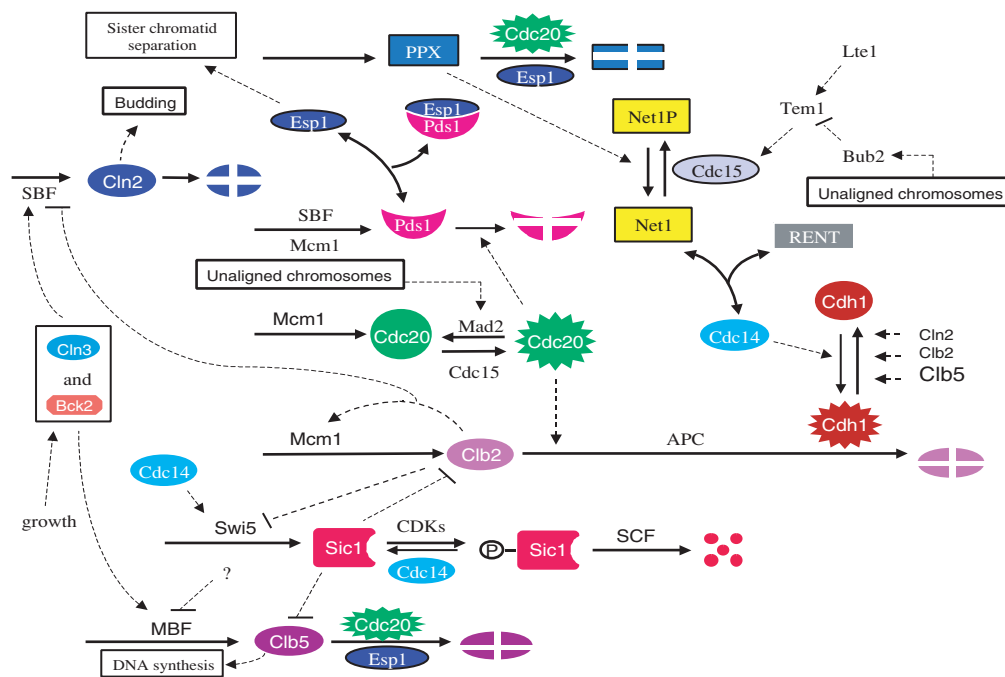 Sister chromatid
separation
PPX
Cdc20
Esp1
Lte1
Budding
Esp1
Esp1
Pds1
Net1P
Tem1
Cdc15
Bub2
Cln2
SBF
Unaligned chromosomes
SBF
Mcm1
Pds1
Net1
RENT
Unaligned chromosomes
Mcm1
Cdc20
Mad2
Cdc15
Cdc20
Cdc14
Cdh1
Cln2
Clb2
Clb5
Cdh1
Cln3
and
Bck2
Mcm1
Clb2
APC
Cdc14
growth
Swi5
Sic1
CDKs
Cdc14
P
Sic1
SCF
?
MBF
DNA synthesis
Clb5
Cdc20
Esp1